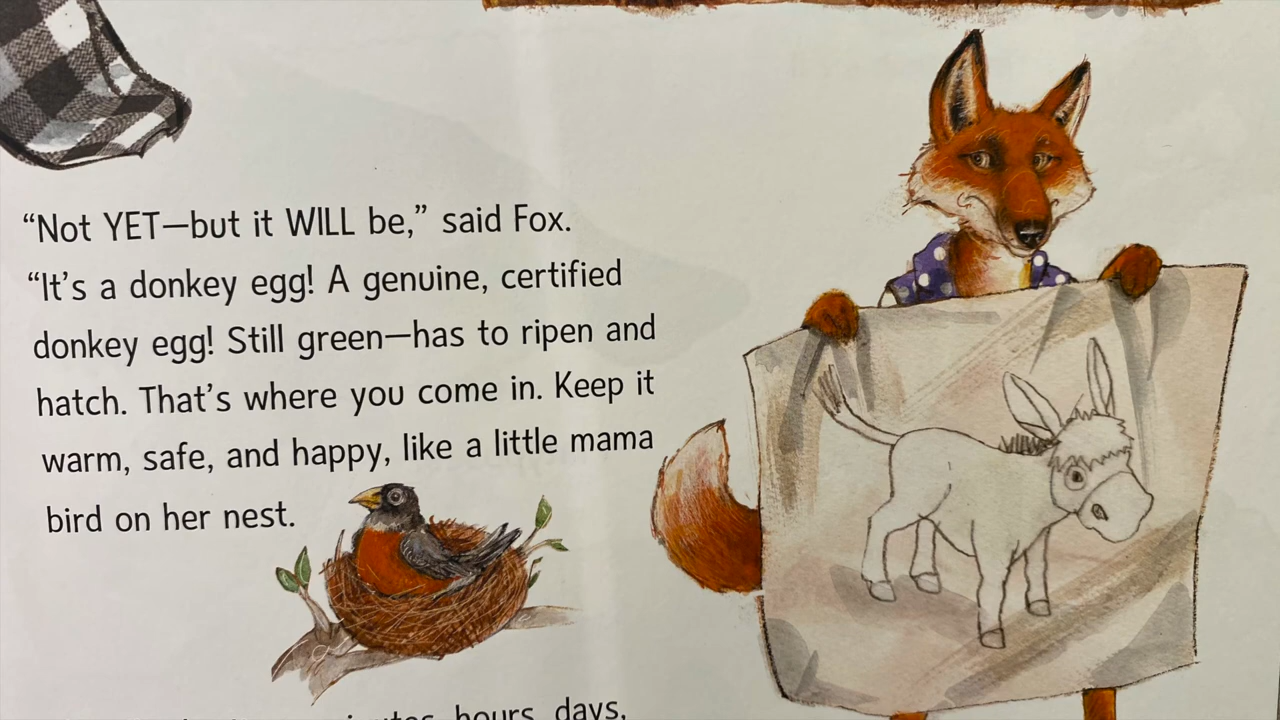 “Not YET—but it WILL be,” said Fox.
“It’s a donkey egg! A genuine, certified
donkey egg! Still green—has to ripen and
hatch. That’s where you come in. Keep it
warm, safe, and happy, like a little mama
bird on her nest.
hours, days,